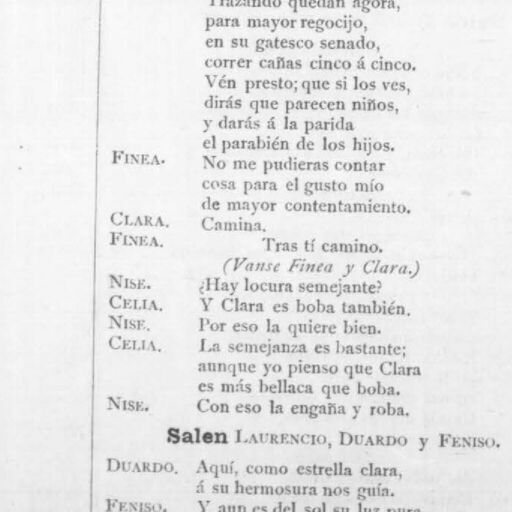 Trazando quedan agora,
para mayor regocijo,
en su gatesco senado,
correr cañas cinco á cinco.
Vén presto; que si los ves,
dirás que parecen niños,
y darás á la parida
el parabién de los hijos.
FINEA. No me pudieras contar
cosa para el gusto mío
de mayor contentamiento.
CLARA. Camina.
FINEA. Tras tí camino.
(Vanse Finea y Clara.)
NISE. ¿Hay locura semejante?
CELIA. Y Clara es boba también.
NISE. Por eso la quiere bien.
CELIA. La semejanza es bastante;
aunque yo pienso que Clara
es más bellaca que boba.
NISE. Con eso la engaña y roba.
Salen LAURENCIO, DUARDO y FENISO.
DUARDO. Aquí, como estrella clara,
á su hermosura nos guía.
FENISO. Y aun es del sol su luz pura